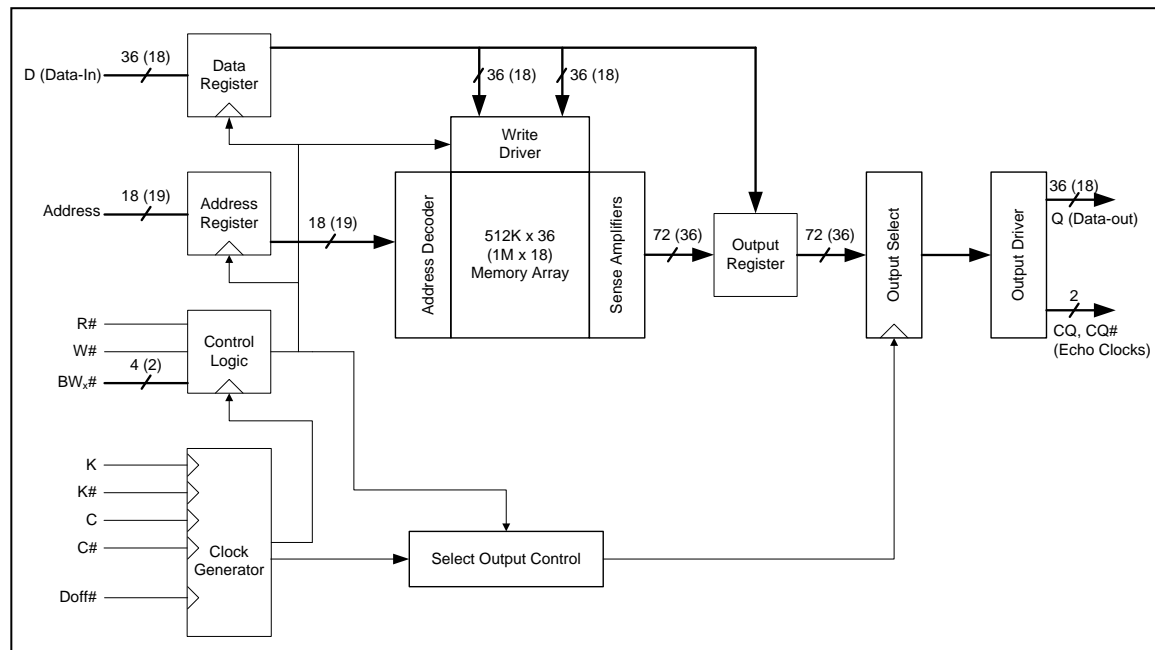 D (Data-In)
36 (18)
Data
Register
36 (18)
36 (18)
Write
Driver
Address
18 (19)
Address
Register
18 (19)
Address Decoder
512K x 36
(1M x 18)
Memory Array
Sense Amplifiers
72 (36)
Output
Register
72 (36)
Output Select
Output Driver
36 (18)
Q (Data-out)
2
CQ, CQ#
(Echo Clocks)
R#
W#
4 (2)
BWx#
Control
Logic
K
K#
C
C#
Doff#
Clock
Generator
Select Output Control